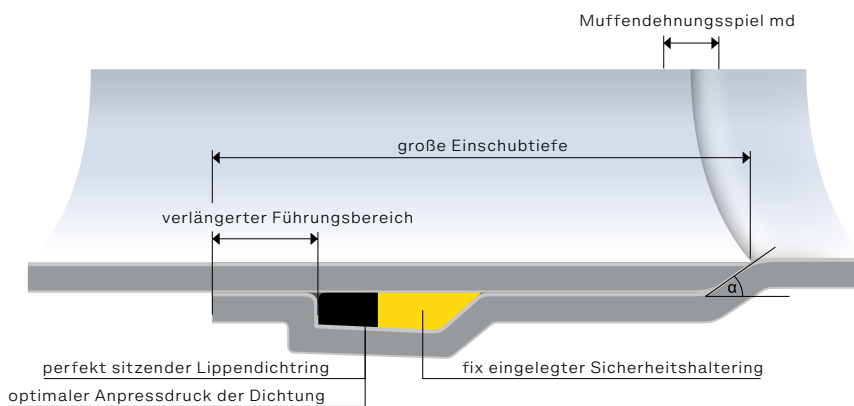 Muffendehnungsspiel md
große Einschubtiefe
verlängerter Führungsbereich
α
perfekt sitzender Lippendichtring
fix eingelegter Sicherheitshaltering
optimaler Anpressdruck der Dichtung